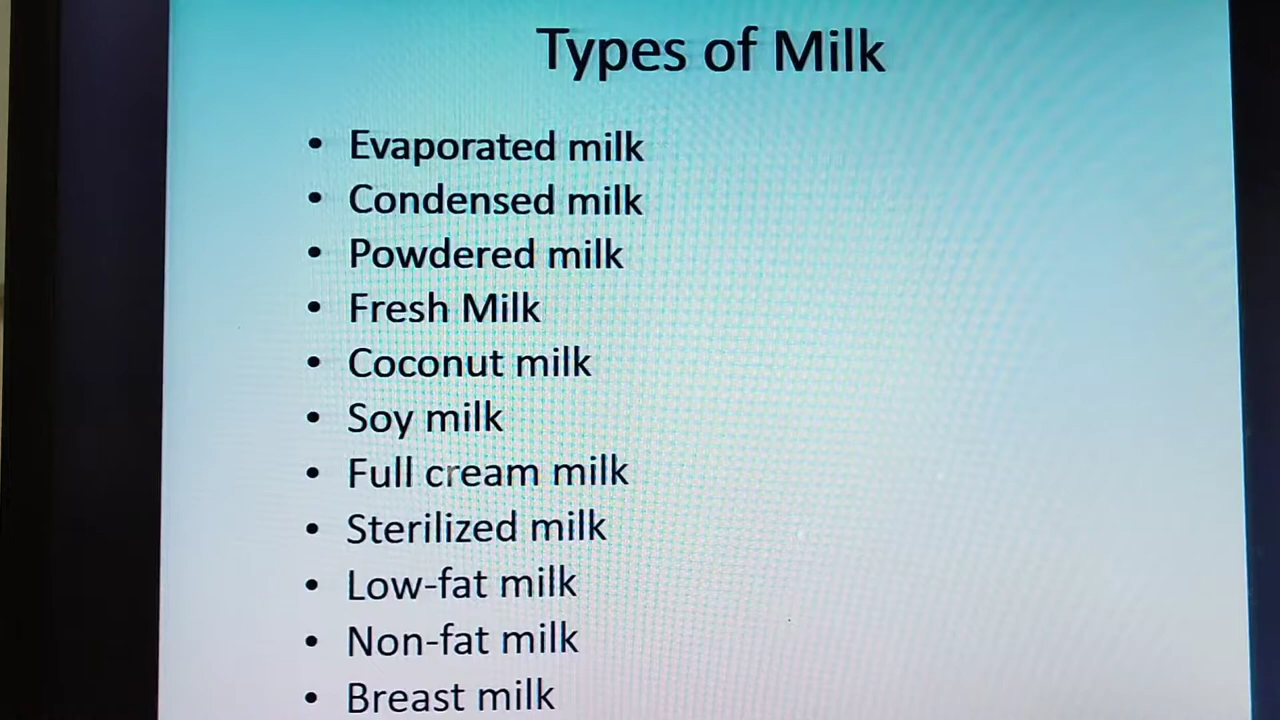 Types of Milk
• Evaporated milk
• Condensed milk
• Powdered milk
• Fresh Milk
• Coconut milk
• Soy milk
• Full cream milk
• Sterilized milk
• Low-fat milk
• Non-fat milk
• Breast milk